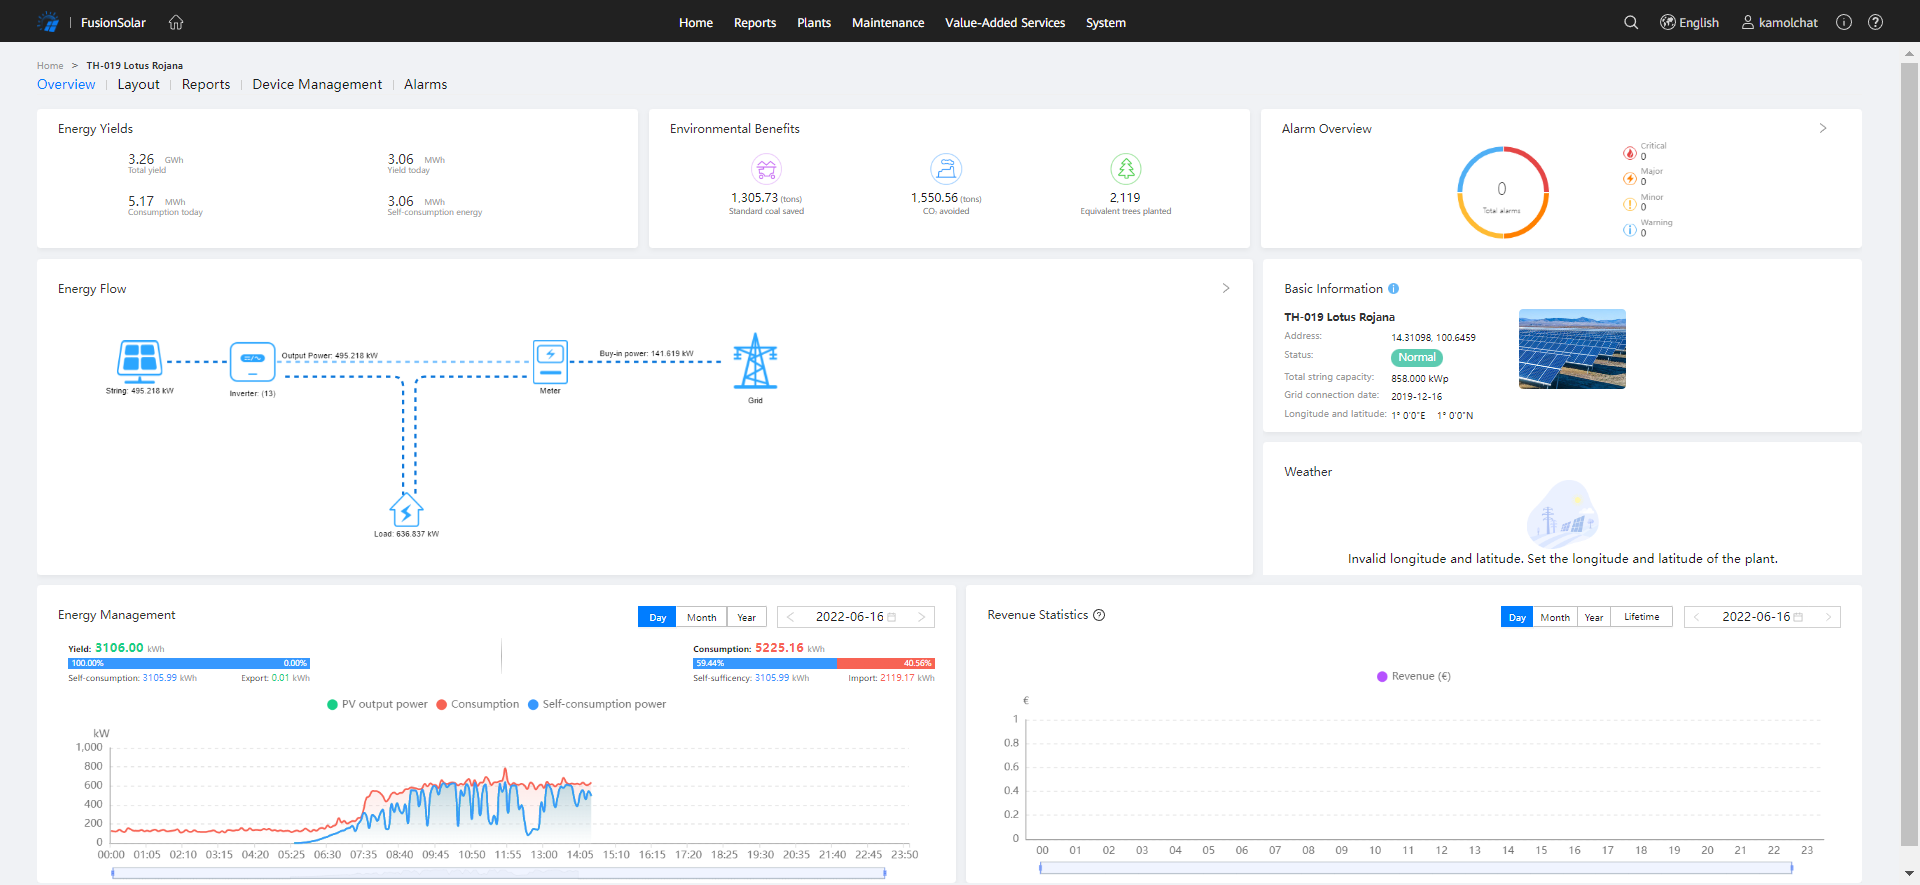 FusionSolar
Home Reports Plants Maintenance Value-Added Services System
English kamolchat
Home > TH-019 Lotus Rojana
Overview Layout Reports Device Management Alarms
Energy Yields
3.26 GWh
Total yield
3.06 MWh
Yield today
5.17 MWh
Consumption today
3.06 MWh
Self-consumption energy
Environmental Benefits
1,305.73 (tons)
Standard coal saved
1,550.56 (tons)
CO₂ avoided
2,119
Equivalent trees planted
Alarm Overview
0
Total alarms
Critical
0
Major
0
Minor
0
Warning
0
Energy Flow
String: 495.218 kW
Inverter: (13)
Output Power: 495.218 kW
Meter
Buy-in power: 141.619 kW
Grid
Load: 636.837 kW
Basic Information
TH-019 Lotus Rojana
Address: 14.31098, 100.6459
Status: Normal
Total string capacity: 858.000 kWp
Grid connection date: 2019-12-16
Longitude and latitude: 1° 0'0"E 1° 0'0"N
Weather
Invalid longitude and latitude. Set the longitude and latitude of the plant.
Energy Management
Day Month Year
2022-06-16
Yield: 3106.00 kWh
100.00% 0.00%
Self-consumption: 3105.99 kWh Export: 0.01 kWh
Consumption: 5225.16 kWh
59.44% 40.56%
Self-sufficency: 3105.99 kWh Import: 2119.17 kWh
PV output power Consumption Self-consumption power
kW
1,000
800
600
400
200
0
00:00 01:05 02:10 03:15 04:20 05:25 06:30 07:35 08:40 09:45 10:50 11:55 13:00 14:05 15:10 16:15 17:20 18:25 19:30 20:35 21:40 22:45 23:50
Revenue Statistics
Day Month Year Lifetime
2022-06-16
Revenue (€)
€
1
0.8
0.6
0.4
0.2
0
00 01 02 03 04 05 06 07 08 09 10 11 12 13 14 15 16 17 18 19 20 21 22 23